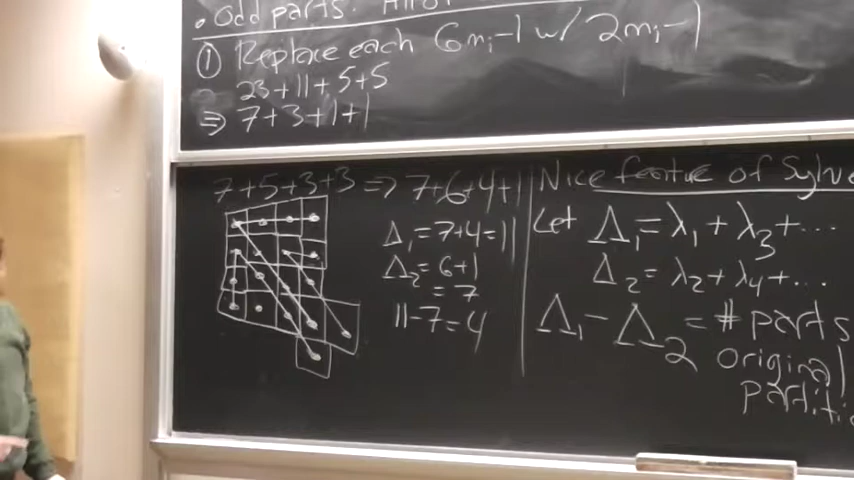 • Odd parts.
① Replace each 6mᵢ-1 w/ 2mᵢ-1
23+11+5+5
⇒ 7+3+1+1
7+5+3+3 ⇒ 7+6+4+1
Δ₁=7+4=11
Δ₂=6+1
=7
11-7=4
Nice feature of Sylve
Let Δ₁=λ₁+λ₃+...
Δ₂=λ₂+λ₄+...
Δ₁-Δ₂=# parts
original
partiti